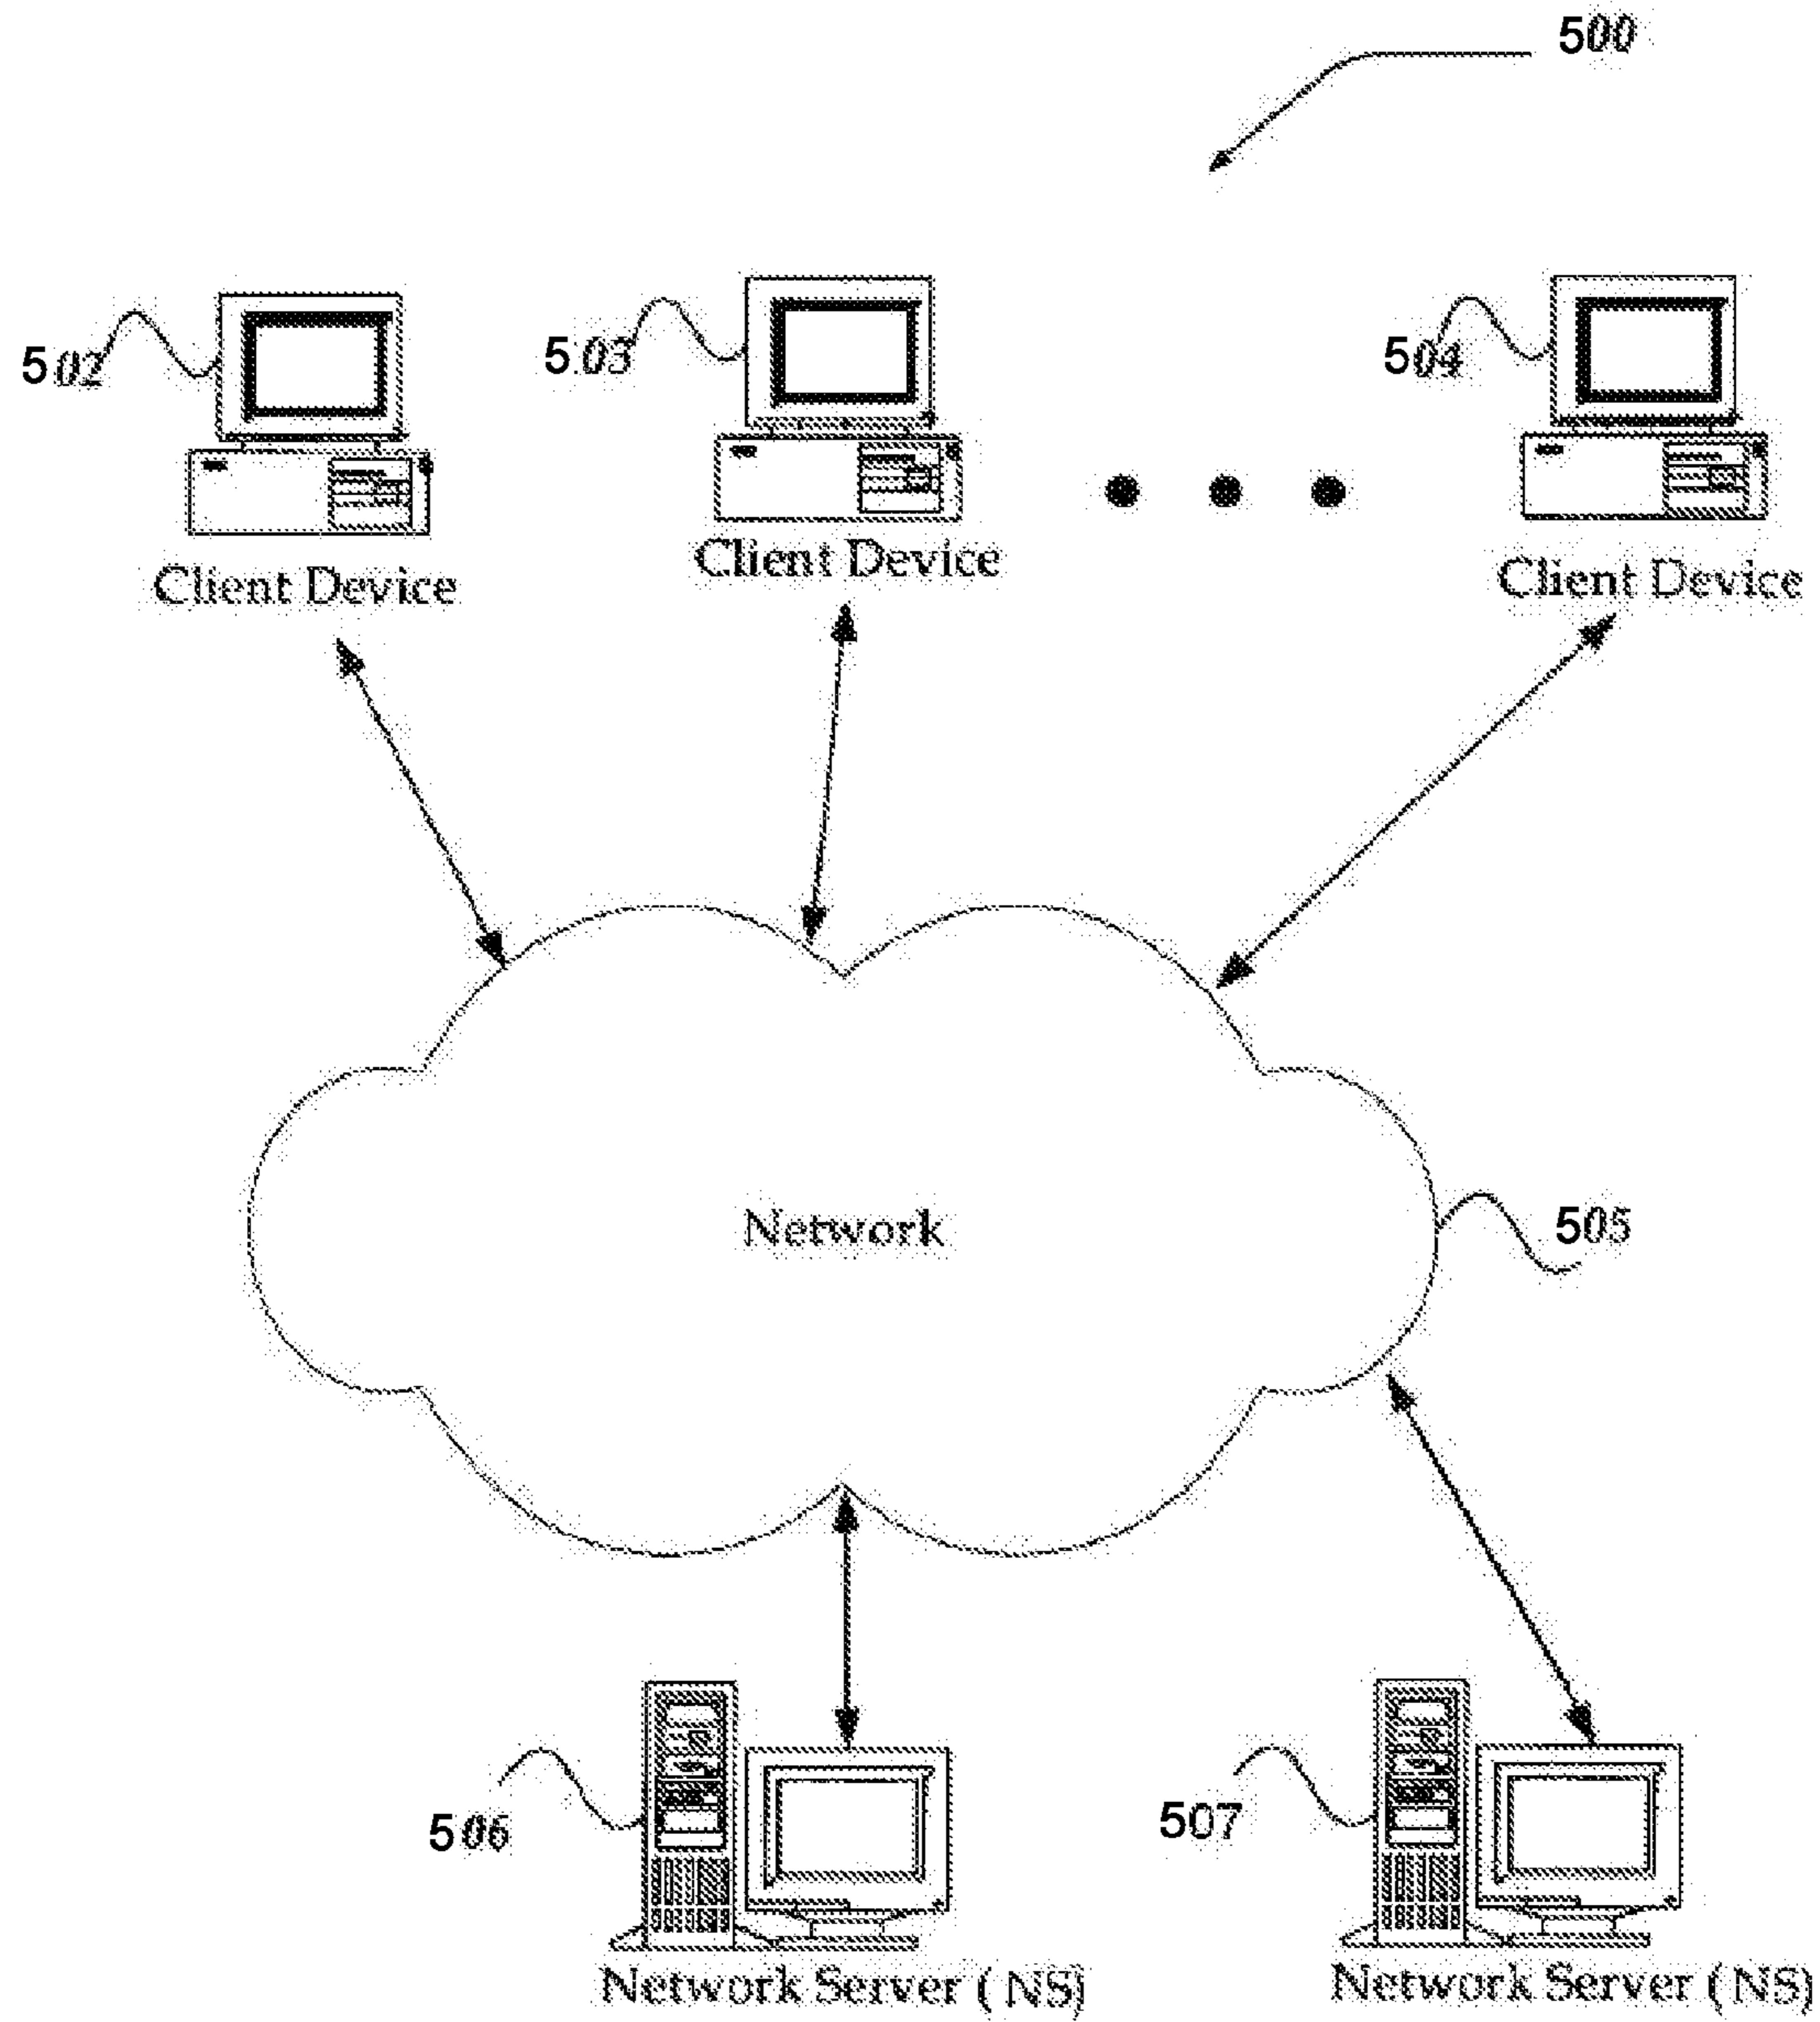 500
502
503
504
Client Device
Client Device
Client Device
Network
505
506
507
Network Server (NS)
Network Server (NS)